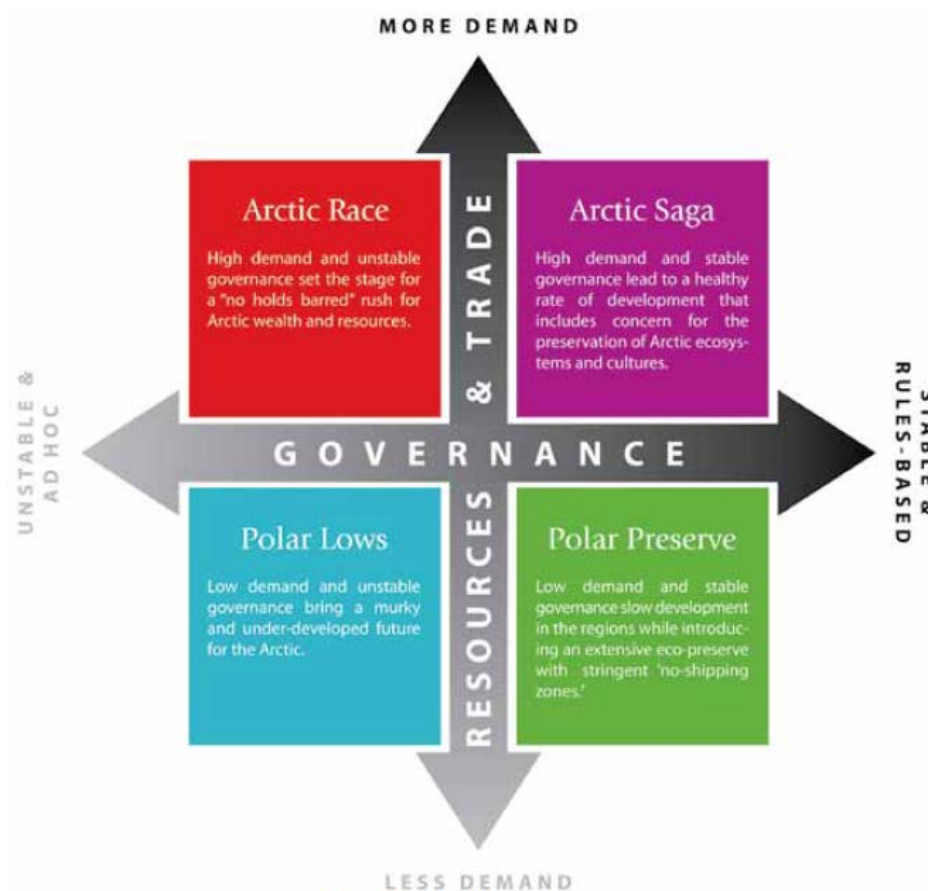 MORE DEMAND
Arctic Race
High demand and unstable
governance set the stage for
a "no holds barred" rush for
Arctic wealth and resources.
Arctic Saga
High demand and stable
governance lead to a healthy
rate of development that
includes concern for the
preservation of Arctic ecosys-
tems and cultures.
UNSTABLE &
AD HOC
GOVERNANCE
STABLE &
RULES-BASED
RESOURCES & TRADE
Polar Lows
Low demand and unstable
governance bring a murky
and under-developed future
for the Arctic.
Polar Preserve
Low demand and stable
governance slow development
in the regions while introduc-
ing an extensive eco-preserve
with stringent 'no-shipping
zones.'
LESS DEMAND